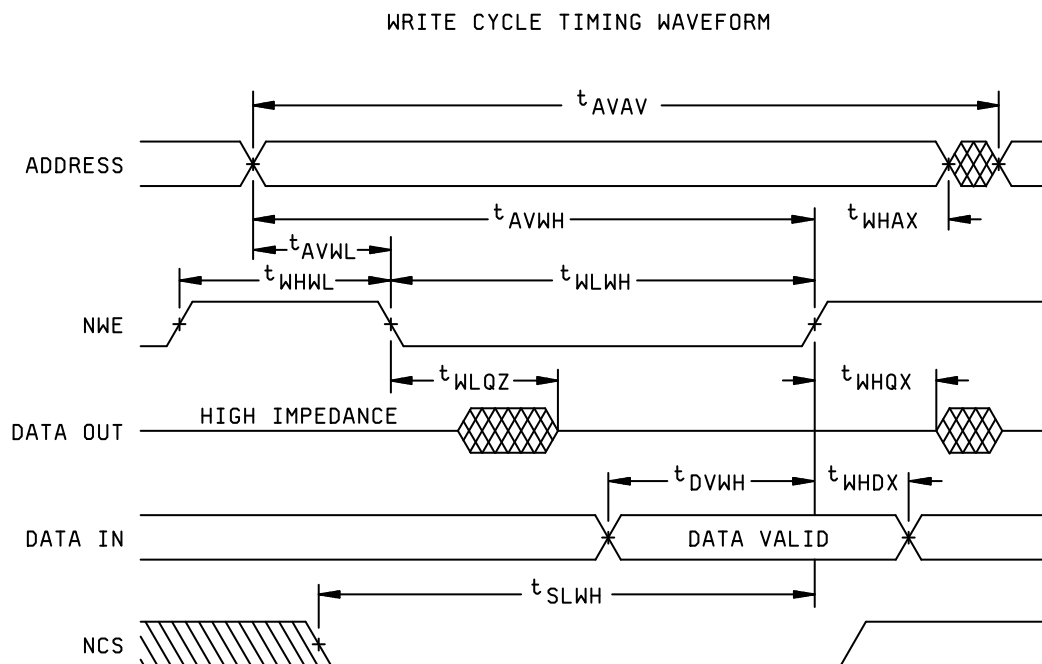 WRITE CYCLE TIMING WAVEFORM
tAVAV
ADDRESS
tAVWH
tWHAX
tAVWL
tWHWL
tWLWH
NWE
tWLQZ
tWHQX
HIGH IMPEDANCE
DATA OUT
tDVWH
tWHDX
DATA IN
DATA VALID
tSLWH
NCS